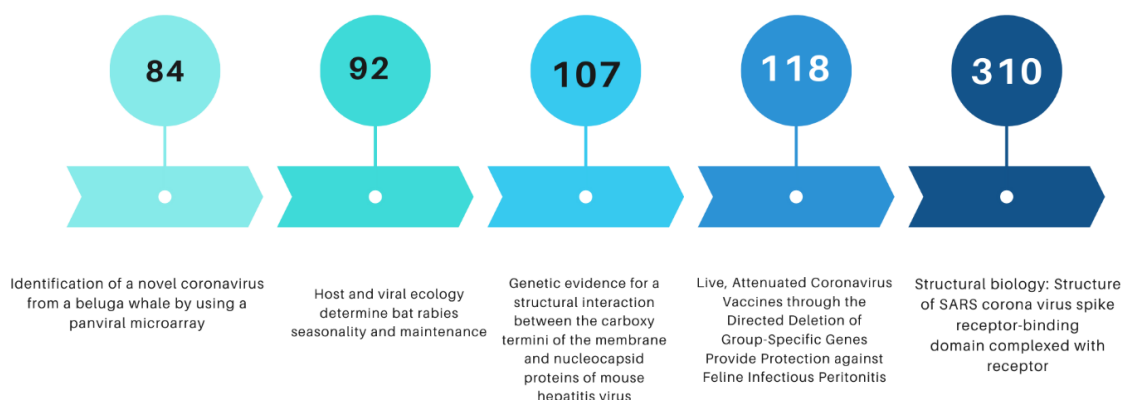 84
92
107
118
310
Identification of a novel coronavirus
from a beluga whale by using a
panviral microarray
Host and viral ecology
determine bat rabies
seasonality and maintenance
Genetic evidence for a
structural interaction
between the carboxy
termini of the membrane
and nucleocapsid
proteins of mouse
hepatitis virus
Live, Attenuated Coronavirus
Vaccines through the
Directed Deletion of
Group-Specific Genes
Provide Protection against
Feline Infectious Peritonitis
Structural biology: Structure
of SARS corona virus spike
receptor-binding
domain complexed with
receptor